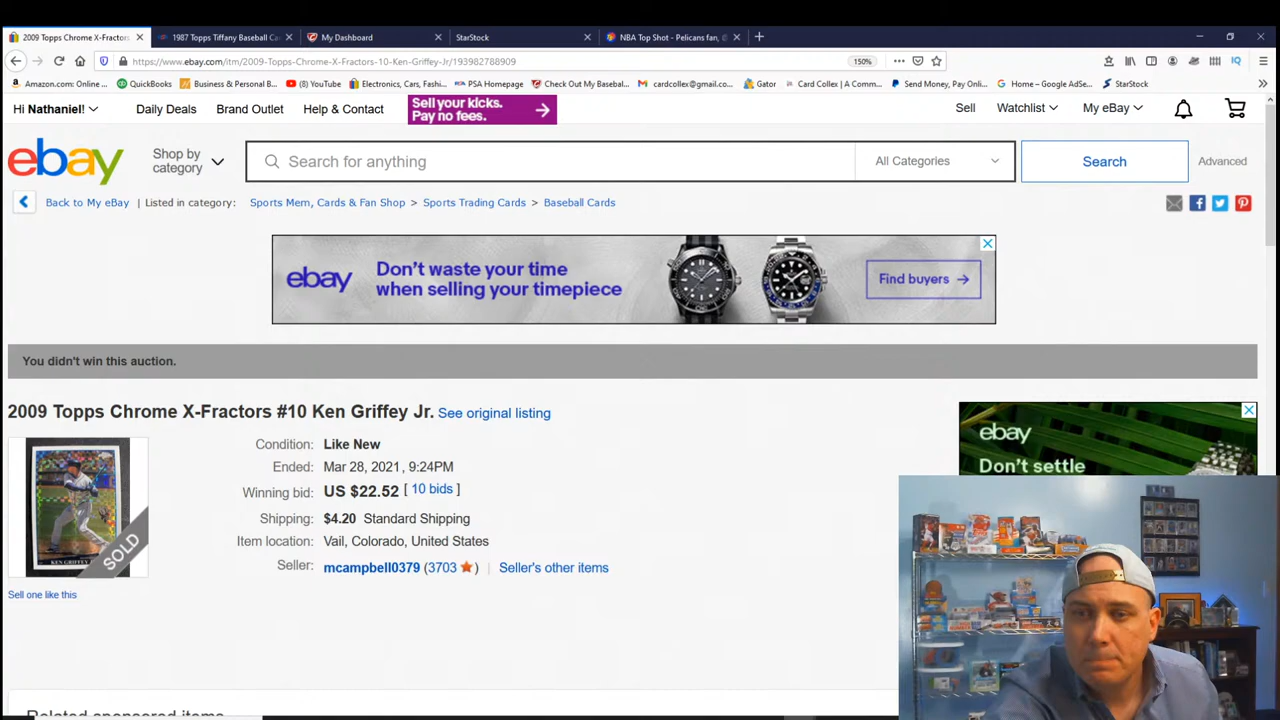 2009 Topps Chrome X-Fractors
1987 Topps Tiffany Baseball Ca
My Dashboard
StarStock
NBA Top Shot - Pelicans fan, @
https://www.ebay.com/itm/2009-Topps-Chrome-X-Fractors-10-Ken-Griffey-Jr/193982788909
150%
Amazon.com: Online ...
QuickBooks
Business & Personal B...
(8) YouTube
Electronics, Cars, Fashi...
PSA Homepage
Check Out My Basebal...
cardcollex@gmail.co...
Gator
Card Collex | A Comm...
Send Money, Pay Onli...
Home – Google AdSe...
StarStock
Hi Nathaniel!
Daily Deals
Brand Outlet
Help & Contact
Sell your kicks.
Pay no fees.
Sell
Watchlist
My eBay
ebay
Shop by
category
Search for anything
All Categories
Search
Advanced
Back to My eBay | Listed in category: Sports Mem, Cards & Fan Shop > Sports Trading Cards > Baseball Cards
ebay
Don't waste your time
when selling your timepiece
Find buyers →
You didn't win this auction.
2009 Topps Chrome X-Fractors #10 Ken Griffey Jr. See original listing
Condition: Like New
Ended: Mar 28, 2021 , 9:24PM
Winning bid: US $22.52 [ 10 bids ]
Shipping: $4.20 Standard Shipping
Item location: Vail, Colorado, United States
Seller: mcampbell0379 (3703 ) | Seller's other items
SOLD
Sell one like this
ebay
Don't settle
Related sponsored items